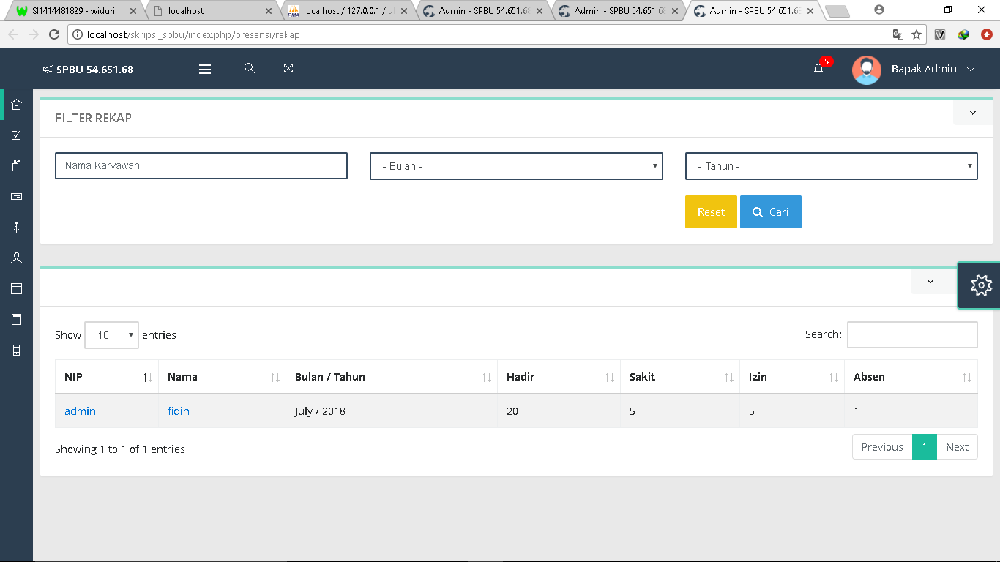 SI1414481829 - widuri
localhost
localhost / 127.0.0.1 / d
Admin - SPBU 54.651.68
Admin - SPBU 54.651.68
Admin - SPBU 54.651.68
localhost/skripsi_spbu/index.php/presensi/rekap
SPBU 54.651.68
5
Bapak Admin
FILTER REKAP
Nama Karyawan
- Bulan -
- Tahun -
Reset
Cari
Show 10 entries
Search:
NIP Nama Bulan / Tahun Hadir Sakit Izin Absen
admin fiqih July / 2018 20 5 5 1
Showing 1 to 1 of 1 entries
Previous 1 Next